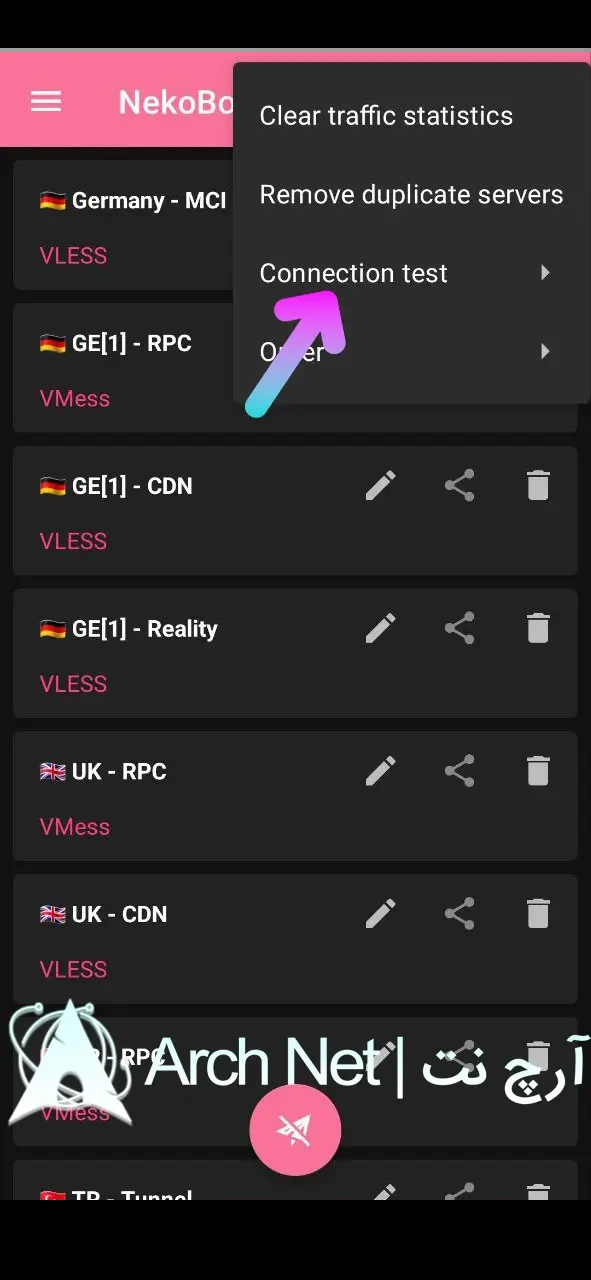 NekoBo
Clear traffic statistics
Remove duplicate servers
Connection test
Order
Germany - MCI
VLESS
GE[1] - RPC
VMess
GE[1] - CDN
VLESS
GE[1] - Reality
VLESS
UK - RPC
VMess
UK - CDN
VLESS
RPC
Arch Net | آرچ نت
VMess
TR - Tunnel